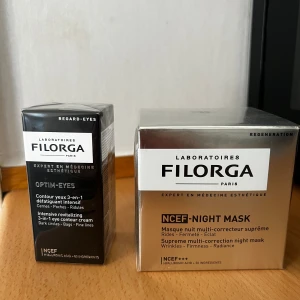 REGARD-EYES
LABORATOIRES
FILORGA
PARIS
EXPERT EN MÉDECINE
ESTHÉTIQUE
OPTIM-EYES
Contour yeux 3-en-1
défatiguant intensif
Cernes - Poches - Ridules
Intensive revitalizing
3-in-1 eye contour cream
Dark circles - Bags - Fine lines
NCEF
REGENERATION
LABORATOIRES
FILORGA
PARIS
EXPERT EN MÉDECINE ESTHÉTIQUE
NCEF-NIGHT MASK
Masque nuit multi-correcteur suprême
Rides - Fermeté - Éclat
Supreme multi-correction night mask
Wrinkles - Firmness - Radiance
NCEF+++